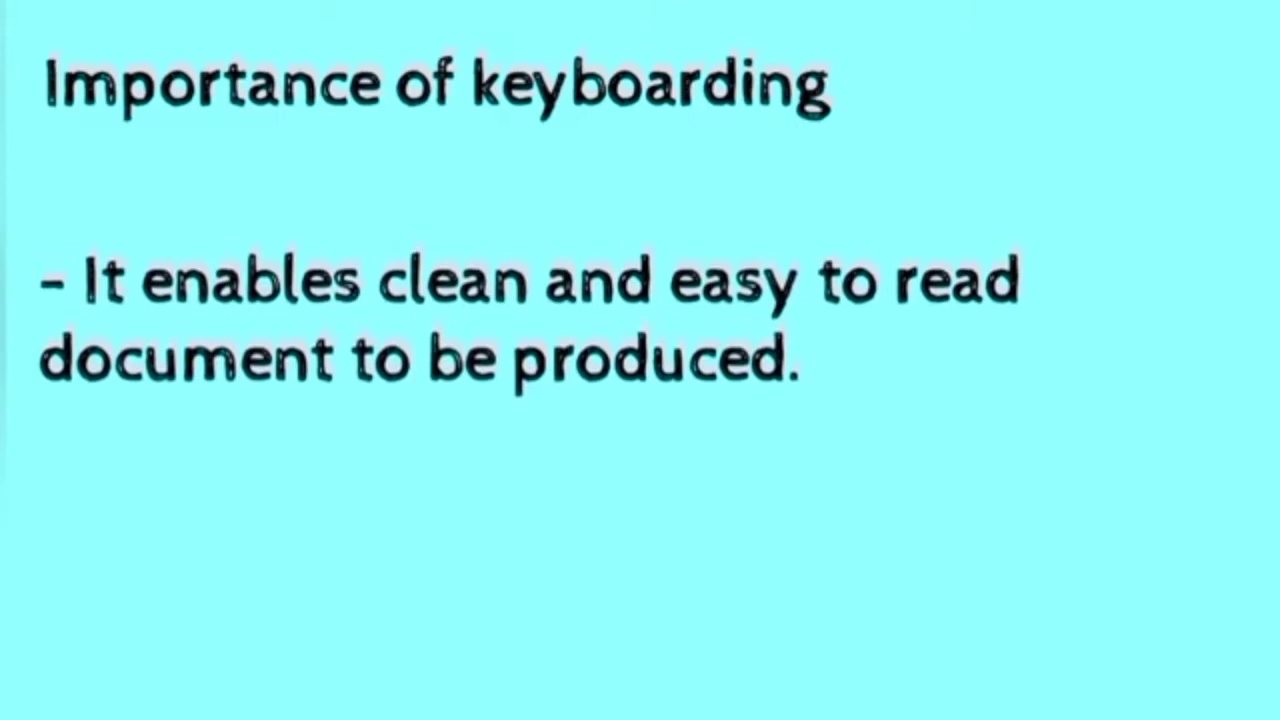 Importance of keyboarding
- It enables clean and easy to read
document to be produced.